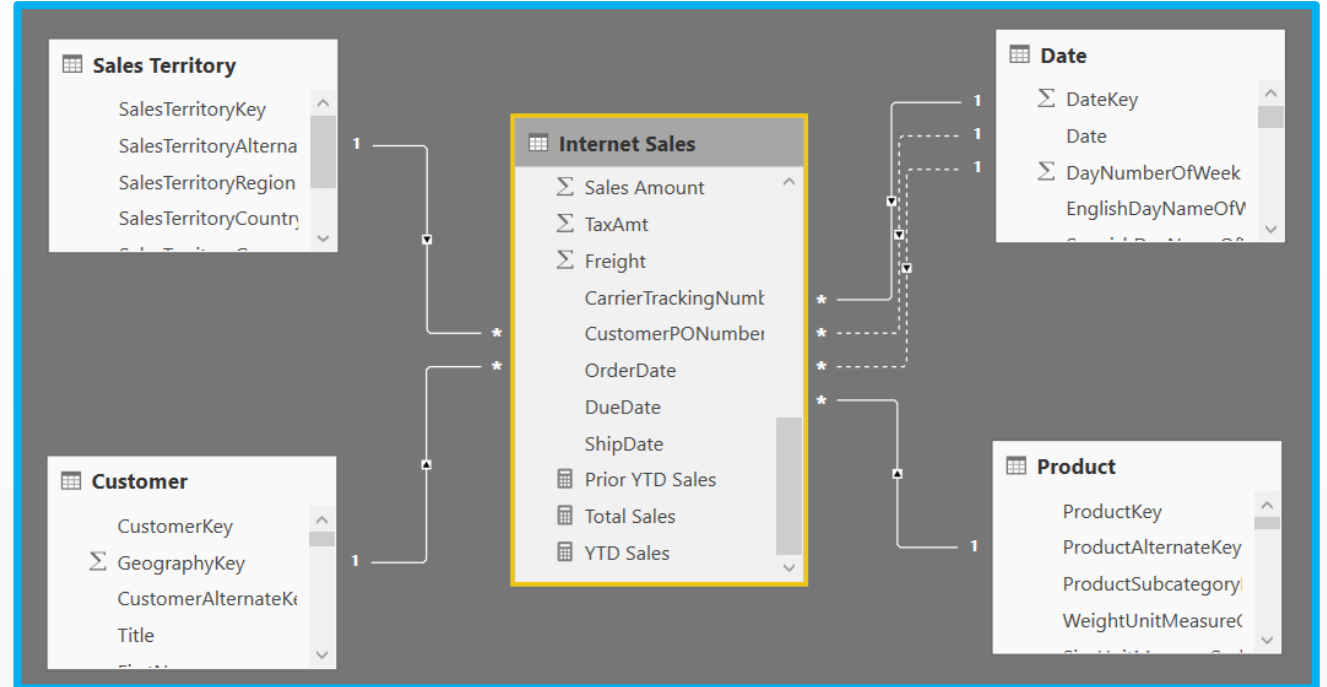 Sales Territory
SalesTerritoryKey
SalesTerritoryAlterna
SalesTerritoryRegion
SalesTerritoryCountry
1
*
Customer
CustomerKey
Σ GeographyKey
CustomerAlternateKe
Title
1
*
Internet Sales
Σ Sales Amount
Σ TaxAmt
Σ Freight
CarrierTrackingNumb
CustomerPONumber
OrderDate
DueDate
ShipDate
Prior YTD Sales
Total Sales
YTD Sales
Date
Σ DateKey
Date
Σ DayNumberOfWeek
EnglishDayNameOfW
1
1
1
*
*
*
*
Product
ProductKey
ProductAlternateKey
ProductSubcategory
WeightUnitMeasureC
1